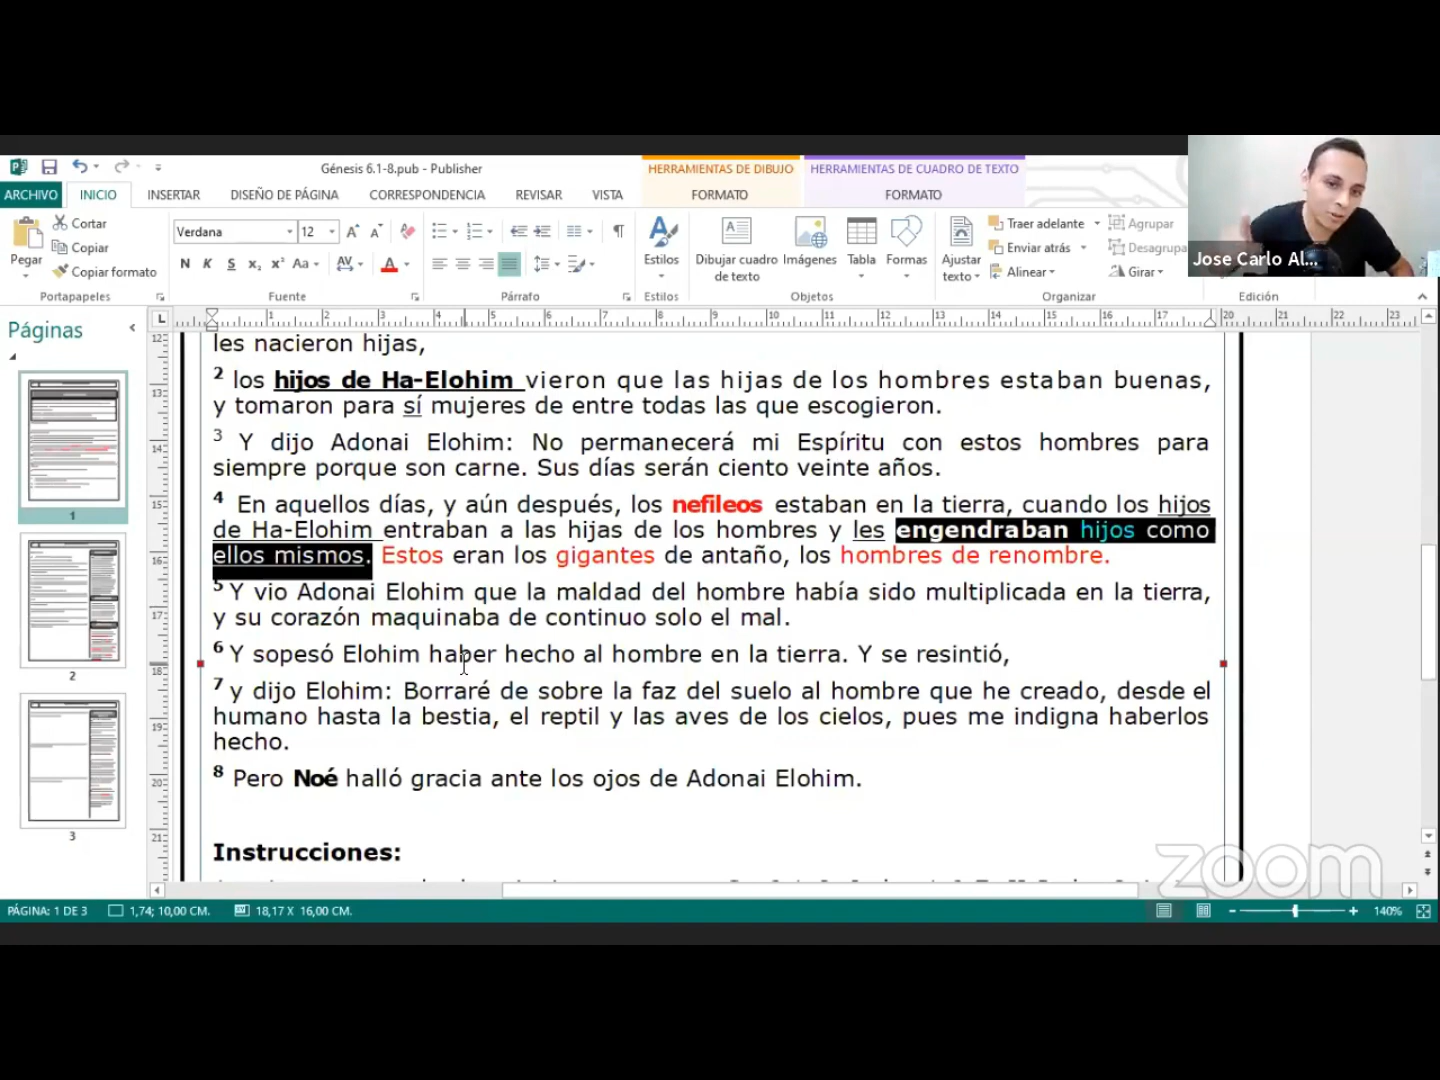 Génesis 6.1-8.pub - Publisher
HERRAMIENTAS DE DIBUJO
HERRAMIENTAS DE CUADRO DE TEXTO
ARCHIVO
INICIO
INSERTAR
DISEÑO DE PÁGINA
CORRESPONDENCIA
REVISAR
VISTA
FORMATO
FORMATO
Pegar
Cortar
Copiar
Copiar formato
Portapapeles
Verdana
12
N K S x₂ x² Aa AV A
Fuente
Párrafo
Estilos
Estilos
Dibujar cuadro
de texto
Imágenes
Tabla
Formas
Objetos
Ajustar
texto
Traer adelante
Enviar atrás
Alinear
Agrupar
Desagrupa
Girar
Organizar
Edición
Jose Carlo Al...
Páginas
1
2
3
les nacieron hijas,
2 los hijos de Ha-Elohim vieron que las hijas de los hombres estaban buenas,
y tomaron para sí mujeres de entre todas las que escogieron.
3 Y dijo Adonai Elohim: No permanecerá mi Espíritu con estos hombres para
siempre porque son carne. Sus días serán ciento veinte años.
4 En aquellos días, y aún después, los nefileos estaban en la tierra, cuando los hijos
de Ha-Elohim entraban a las hijas de los hombres y les engendraban hijos como
ellos mismos. Estos eran los gigantes de antaño, los hombres de renombre.
5 Y vio Adonai Elohim que la maldad del hombre había sido multiplicada en la tierra,
y su corazón maquinaba de continuo solo el mal.
6 Y sopesó Elohim haber hecho al hombre en la tierra. Y se resintió,
7 y dijo Elohim: Borraré de sobre la faz del suelo al hombre que he creado, desde el
humano hasta la bestia, el reptil y las aves de los cielos, pues me indigna haberlos
hecho.
8 Pero Noé halló gracia ante los ojos de Adonai Elohim.
Instrucciones:
zoom
PÁGINA: 1 DE 3
1,74; 10,00 CM.
18,17 X 16,00 CM.
140%